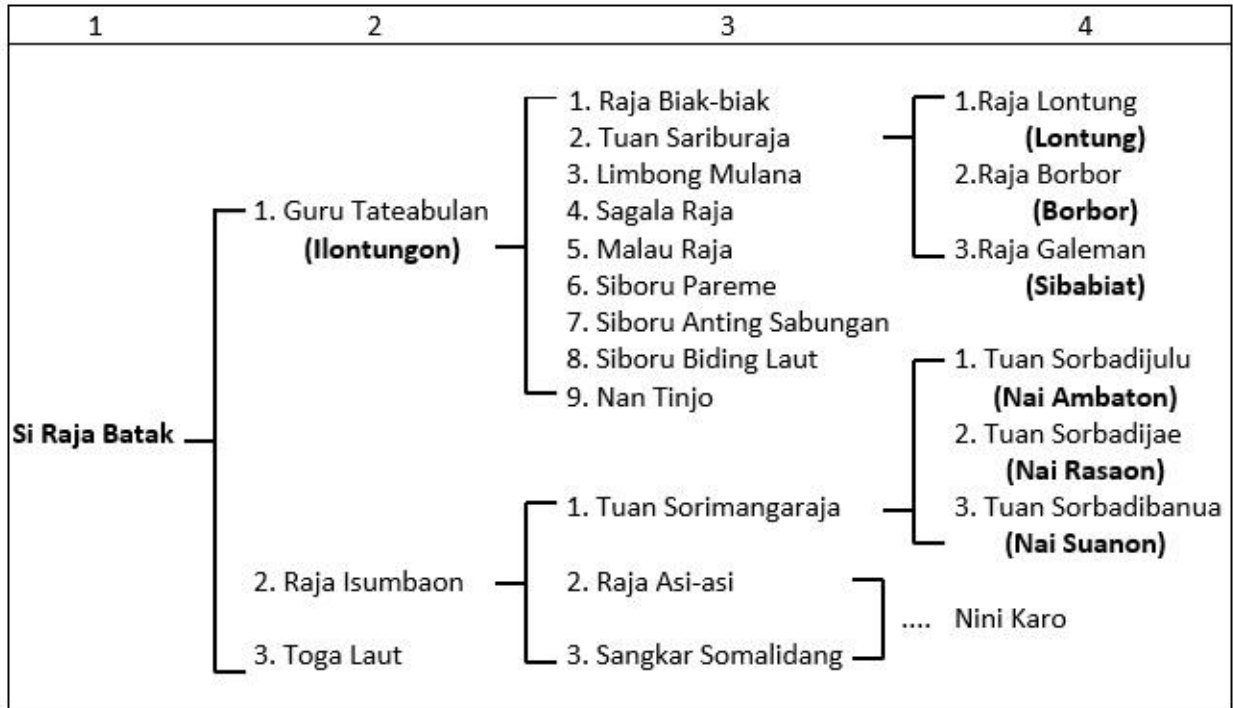 1 2 3 4
1. Raja Biak-biak 1.Raja Lontung
2. Tuan Sariburaja (Lontung)
3. Limbong Mulana 2.Raja Borbor
1. Guru Tateabulan 4. Sagala Raja (Borbor)
(Ilontungon) 5. Malau Raja 3.Raja Galeman
6. Siboru Pareme (Sibabiat)
7. Siboru Anting Sabungan
8. Siboru Biding Laut 1. Tuan Sorbadijulu
9. Nan Tinjo (Nai Ambaton)
Si Raja Batak 2. Tuan Sorbadijae
(Nai Rasaon)
1. Tuan Sorimangaraja 3. Tuan Sorbadibanua
(Nai Suanon)
2. Raja Isumbaon 2. Raja Asi-asi
.... Nini Karo
3. Toga Laut 3. Sangkar Somalidang